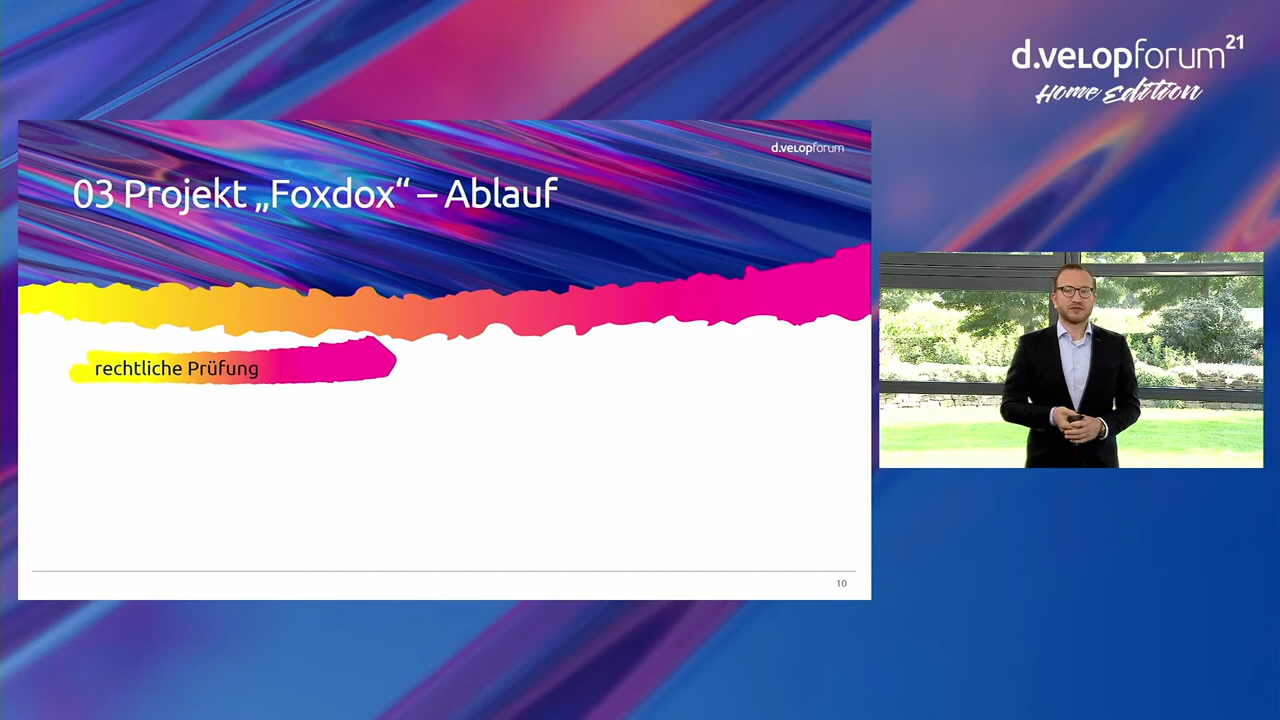 d.velopforum21
Home Edition
d.velopforum
03 Projekt „Foxdox“ – Ablauf
rechtliche Prüfung
10